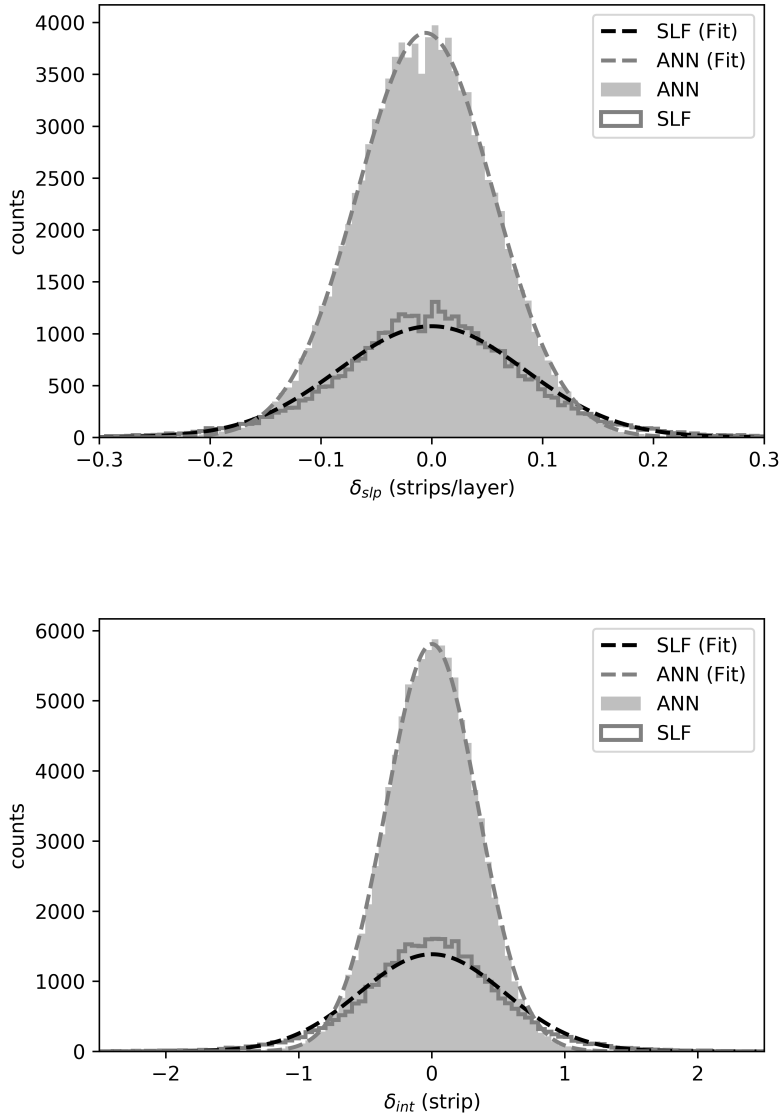 4000
3500
3000
2500
2000
1500
1000
500
0
counts
SLF (Fit)
ANN (Fit)
ANN
SLF
−0.3 −0.2 −0.1 0.0 0.1 0.2 0.3
δslp (strips/layer)
6000
5000
4000
3000
2000
1000
0
counts
SLF (Fit)
ANN (Fit)
ANN
SLF
−2 −1 0 1 2
δint (strip)